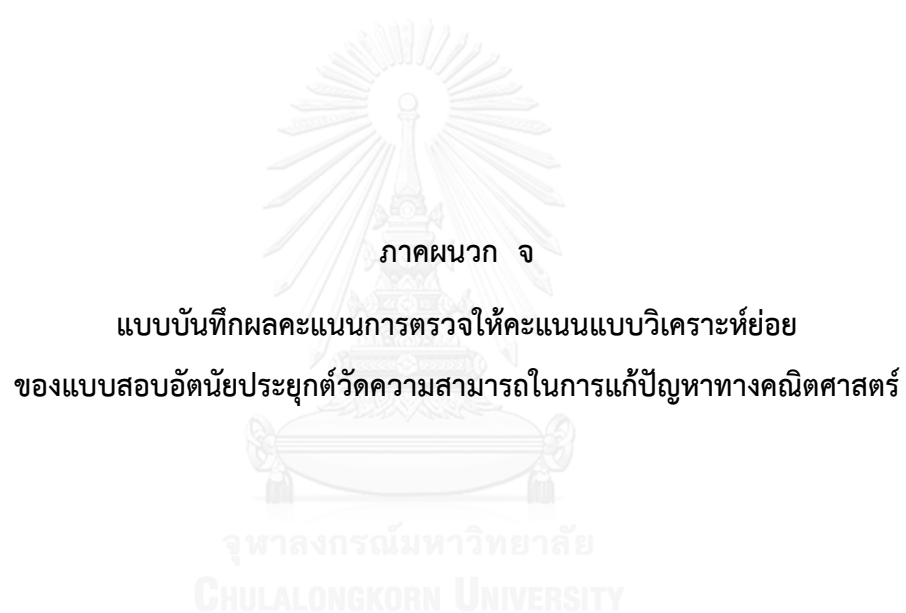 ภาคผนวก จ
แบบบันทึกผลคะแนนการตรวจให้คะแนนแบบวิเคราะห์ย่อย
ของแบบสอบอัตนัยประยุกต์วัดความสามารถในการแก้ปัญหาทางคณิตศาสตร์
จุฬาลงกรณ์มหาวิทยาลัย
CHULALONGKORN UNIVERSITY